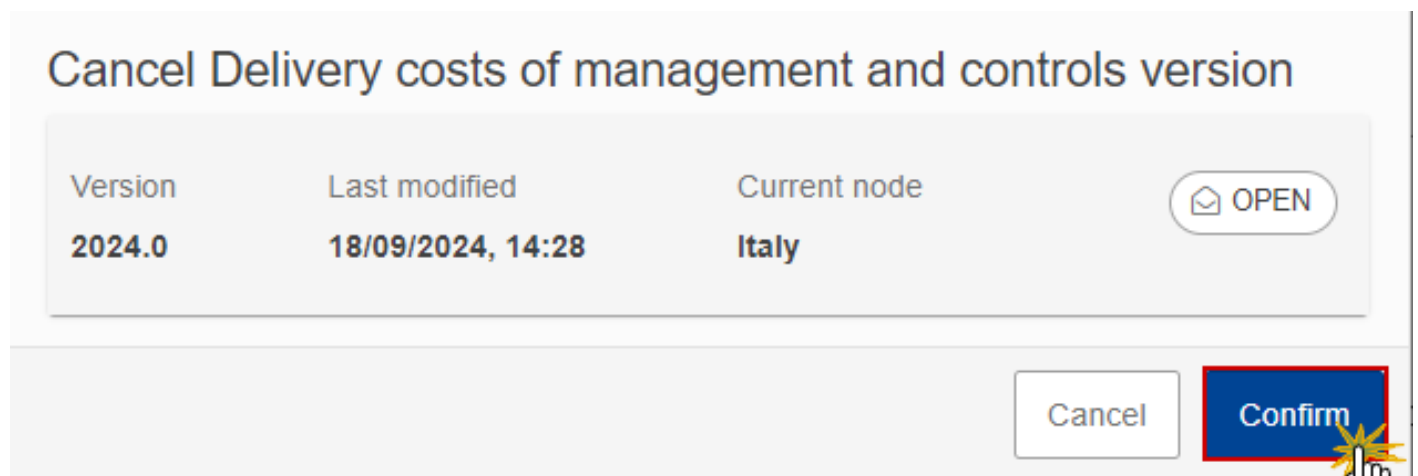 Cancel Delivery costs of management and controls version
Version Last modified Current node OPEN
2024.0 18/09/2024, 14:28 Italy
Cancel Confirm